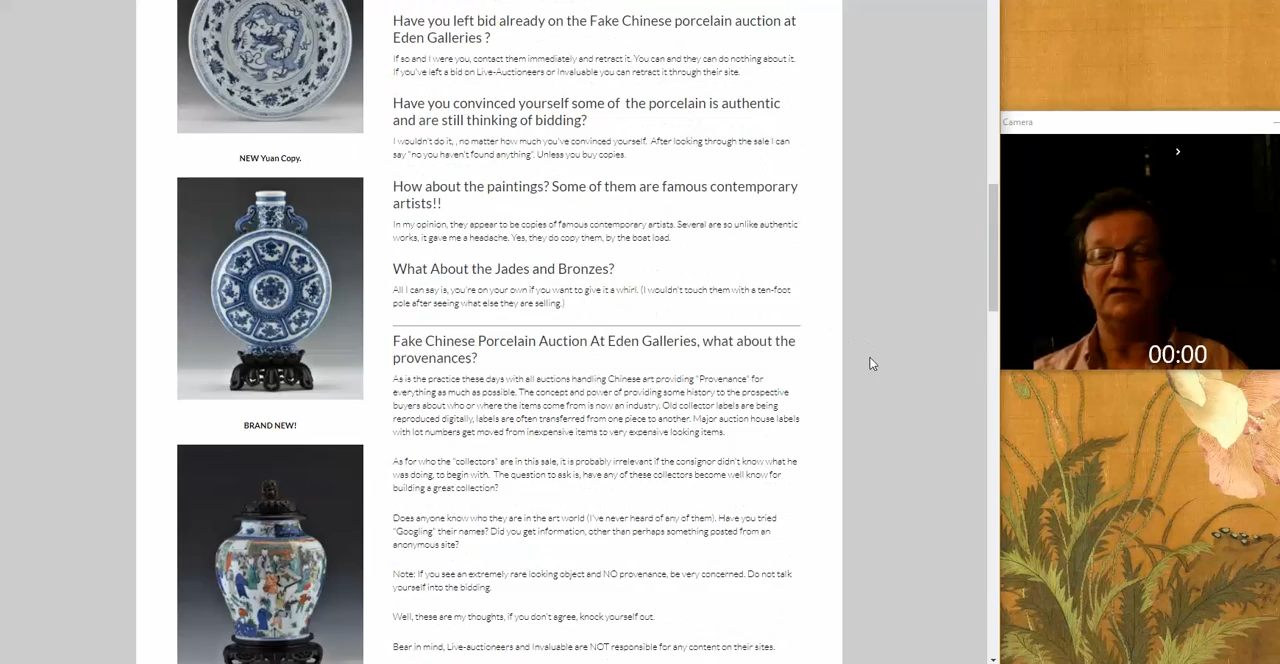 Have you left bid already on the Fake Chinese porcelain auction at
Eden Galleries ?
If so and I were you, contact them immediately and retract it. You can and they can do nothing about it.
If you've left a bid on Live-Auctioneers or Invaluable you can retract it through their site.
Have you convinced yourself some of the porcelain is authentic
and are still thinking of bidding?
I wouldn't do it, , no matter how much you've convinced yourself. After looking through the sale I can
say "no you haven't found anything". Unless you buy copies.
NEW Yuan Copy.
How about the paintings? Some of them are famous contemporary
artists!!
In my opinion, they appear to be copies of famous contemporary artists. Several are so unlike authentic
works, it gave me a headache. Yes, they do copy them, by the boat load.
What About the Jades and Bronzes?
All I can say is, you're on your own if you want to give it a whirl. (I wouldn't touch them with a ten-foot
pole after seeing what else they are selling.)
Fake Chinese Porcelain Auction At Eden Galleries, what about the
provenances?
As is the practice these days with all auctions handling Chinese art providing "Provenance" for
everything as much as possible. The concept and power of providing some history to the prospective
buyers about who or where the items come from is now an industry. Old collector labels are being
reproduced digitally, labels are often transferred from one piece to another. Major auction house labels
with lot numbers get moved from inexpensive items to very expensive looking items.
BRAND NEW!
As for who the "collectors" are in this sale, it is probably irrelevant if the consignor didn't know what he
was doing, to begin with. The question to ask is, have any of these collectors become well know for
building a great collection?
Does anyone know who they are in the art world (I've never heard of any of them). Have you tried
"Googling" their names? Did you get information, other than perhaps something posted from an
anonymous site?
Note: If you see an extremely rare looking object and NO provenance, be very concerned. Do not talk
yourself into the bidding.
Well, these are my thoughts, if you don't agree, knock yourself out.
Bear in mind, Live-auctioneers and Invaluable are NOT responsible for any content on their sites.
Camera
00:00